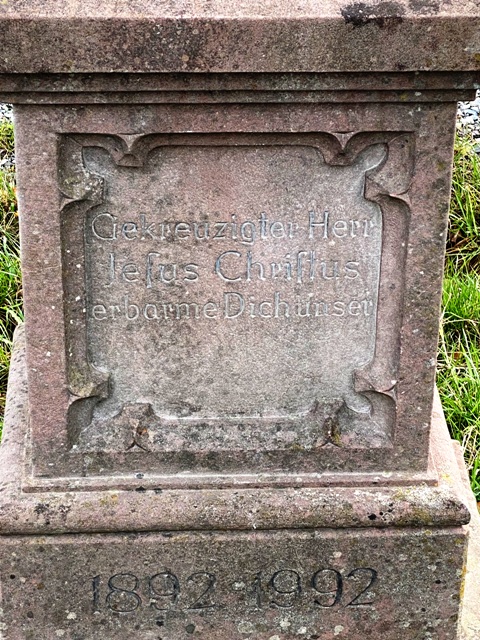 Gekreuzigter Herr
Jeſus Chriſtus
erbarme Dich unser
1892 1992